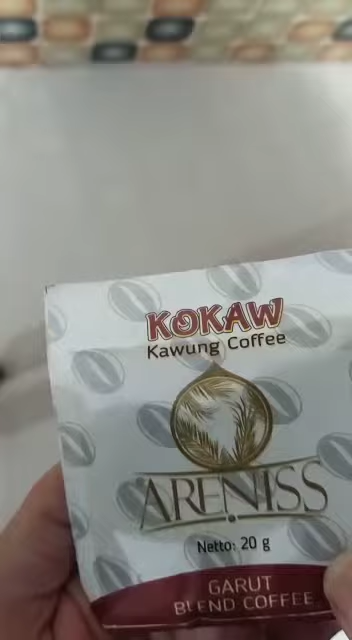 KOKAW
Kawung Coffee
ARENISS
Netto: 20 g
GARUT
BLEND COFFEE